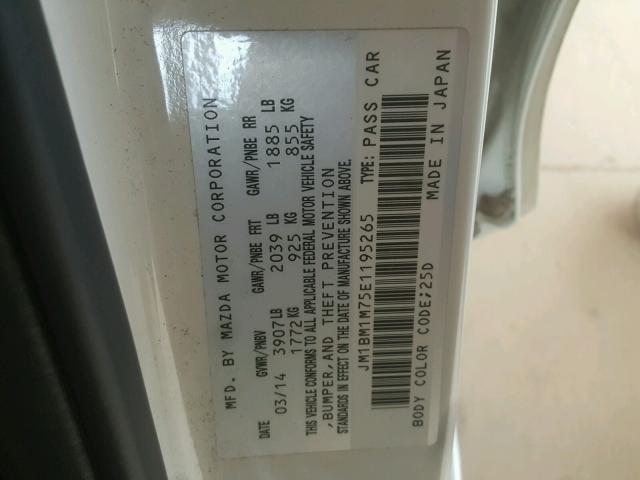 MFD. BY MAZDA MOTOR CORPORATION
DATE GVWR/PNBV GAWR/PNBE FRT GAWR/PNBE RR
03/14 3907LB 2039 LB 1885 LB
1772KG 925 KG 855 KG
THIS VEHICLE CONFORMS TO ALL APPLICABLE FEDERAL MOTOR VEHICLE SAFETY
,BUMPER,AND THEFT PREVENTION
STANDARDS IN EFFECT ON THE DATE OF MANUFACTURE SHOWN ABOVE.
JM1BM1M75E1195265 TYPE: PASS CAR
BODY COLOR CODE;25D MADE IN JAPAN